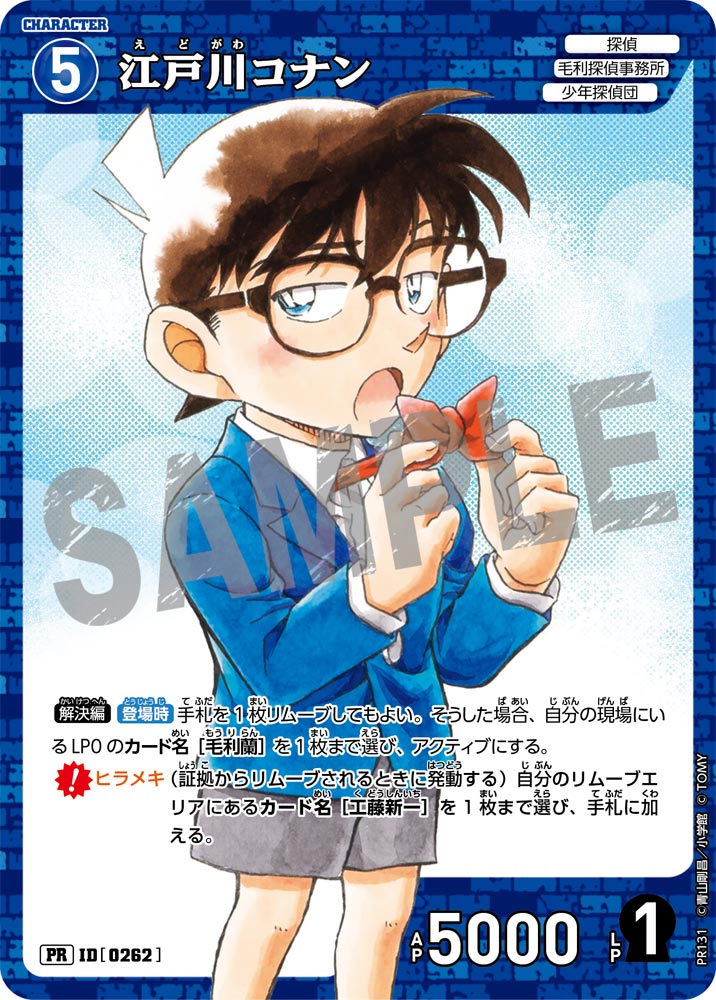 CHARACTER
5
えどがわ
江戸川コナン
探偵
毛利探偵事務所
少年探偵団
SAMPLE
かいけつへん とうじょうじ てふだ まい ばあい じぶん げんば
解決編 登場時 手札を1枚リムーブしてもよい。そうした場合、自分の現場にい
めい もうりらん まい えら
るLP0のカード名［毛利蘭］を1枚まで選び、アクティブにする。
しょうこ はつどう じぶん
ヒラメキ（証拠からリムーブされるときに発動する）自分のリムーブエ
めい くどうしんいち まい えら てふだ くわ
リアにあるカード名［工藤新一］を1枚まで選び、手札に加
える。
PR ID[0262]
AP 5000
LP 1
PR131 ©青山剛昌／小学館 ©TOMY